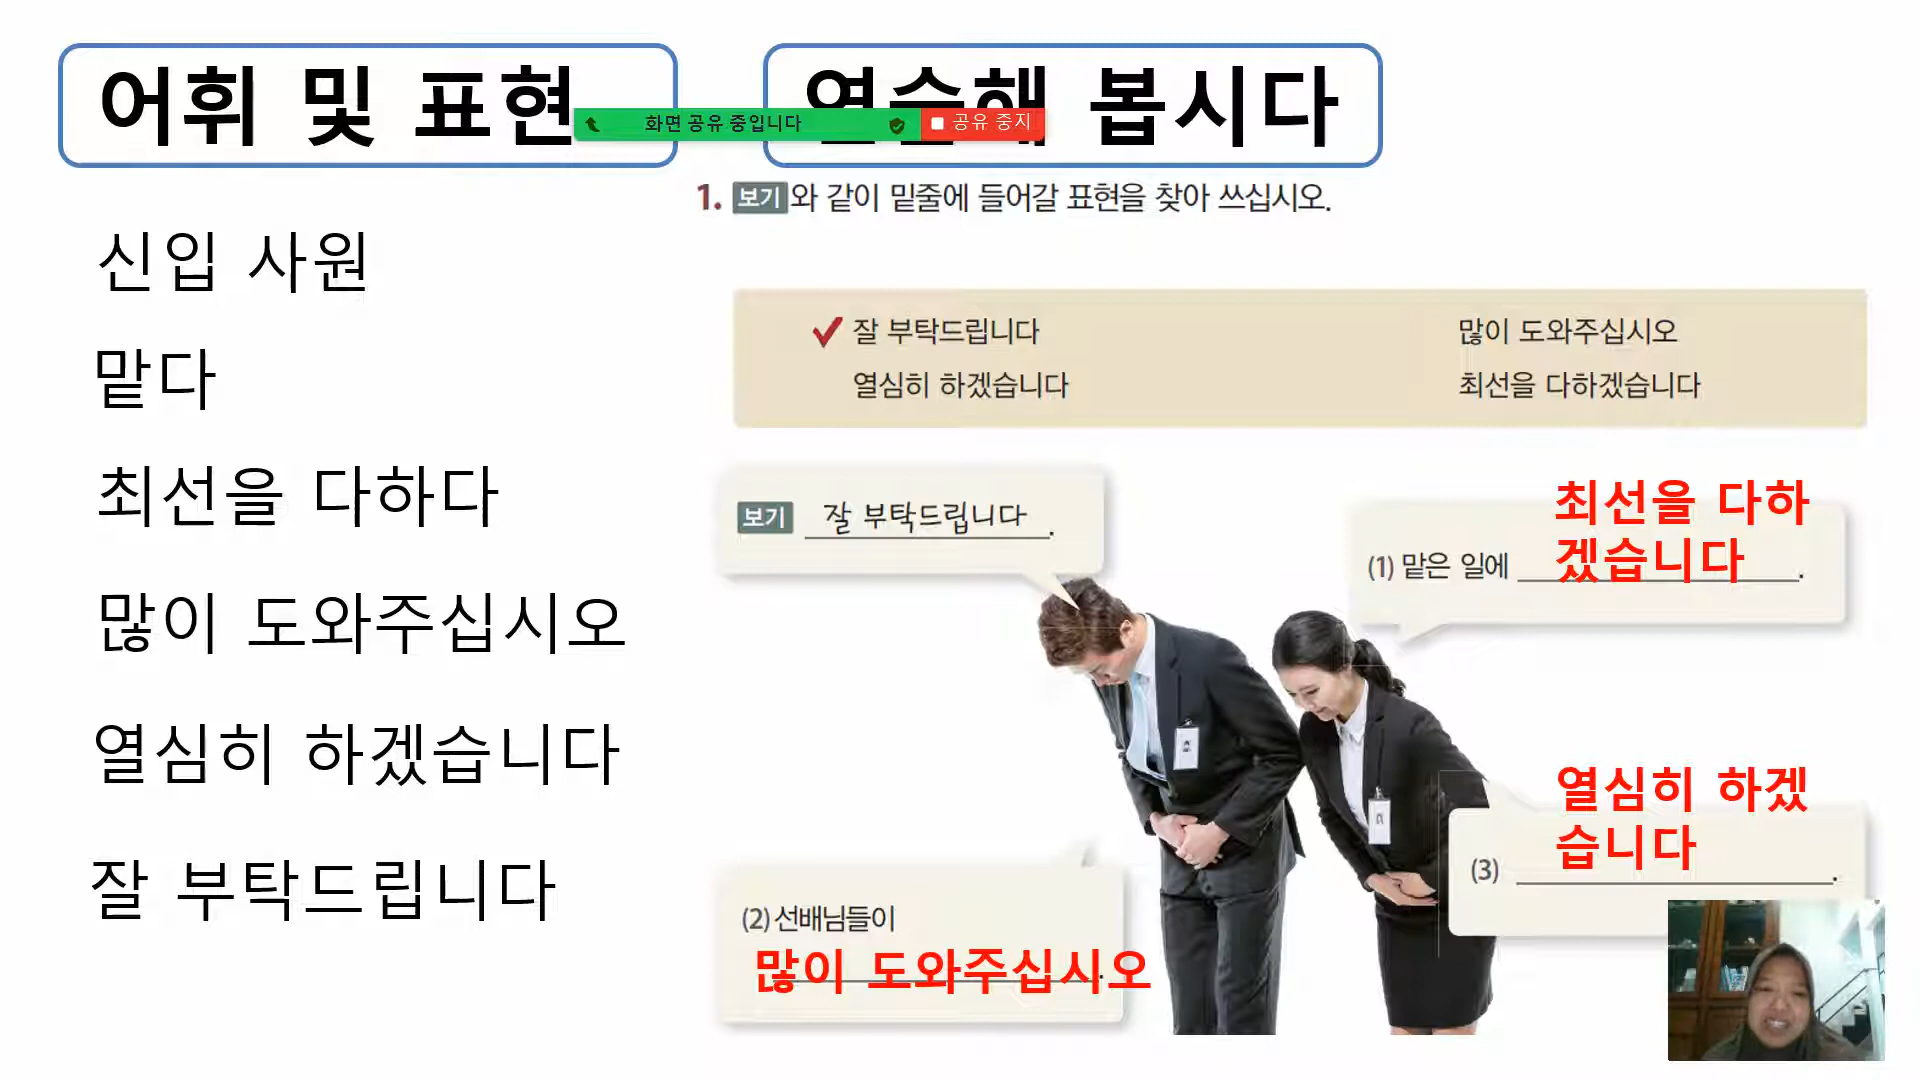 어휘 및 표현
연습해 봅시다
화면 공유 중입니다
공유 중지
신입 사원
맡다
최선을 다하다
많이 도와주십시오
열심히 하겠습니다
잘 부탁드립니다
1. 보기 와 같이 밑줄에 들어갈 표현을 찾아 쓰십시오.
잘 부탁드립니다
많이 도와주십시오
열심히 하겠습니다
최선을 다하겠습니다
보기 잘 부탁드립니다.
최선을 다하
(1) 맡은 일에 겠습니다.
(2) 선배님들이
많이 도와주십시오.
열심히 하겠
습니다
(3) .